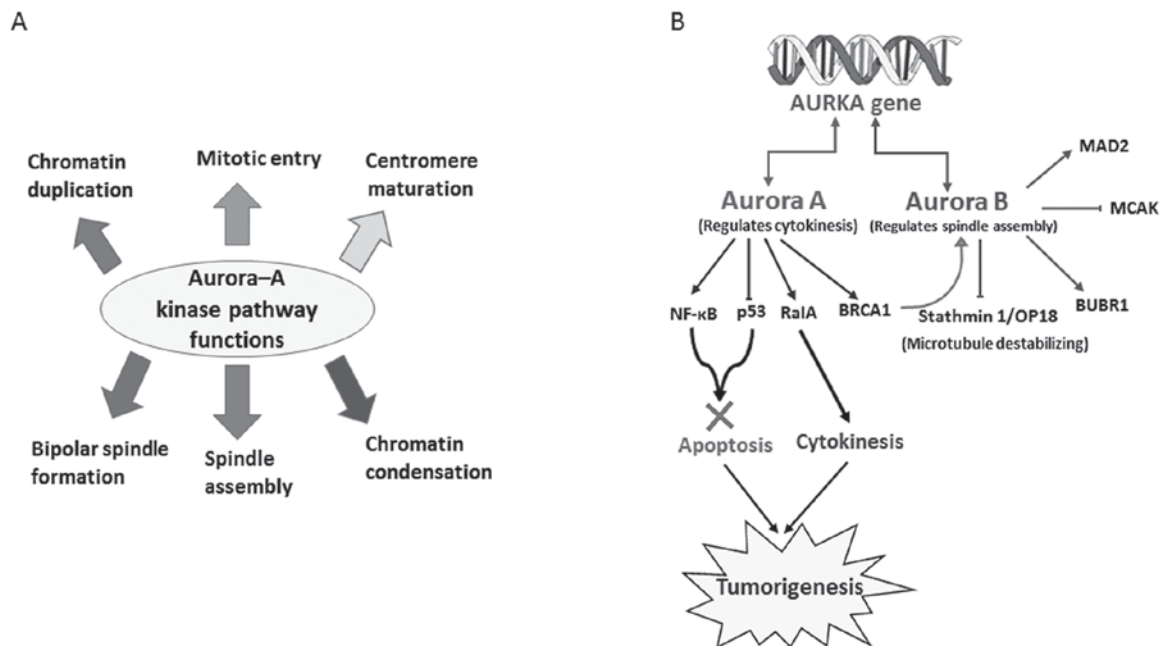 A
Chromatin
duplication
Mitotic entry
Centromere
maturation
Aurora–A
kinase pathway
functions
Bipolar spindle
formation
Spindle
assembly
Chromatin
condensation
B
AURKA gene
Aurora A
(Regulates cytokinesis)
Aurora B
(Regulates spindle assembly)
MAD2
MCAK
BUBR1
NF-κB
p53
RalA
BRCA1
Stathmin 1/OP18
(Microtubule destabilizing)
Apoptosis
Cytokinesis
Tumorigenesis